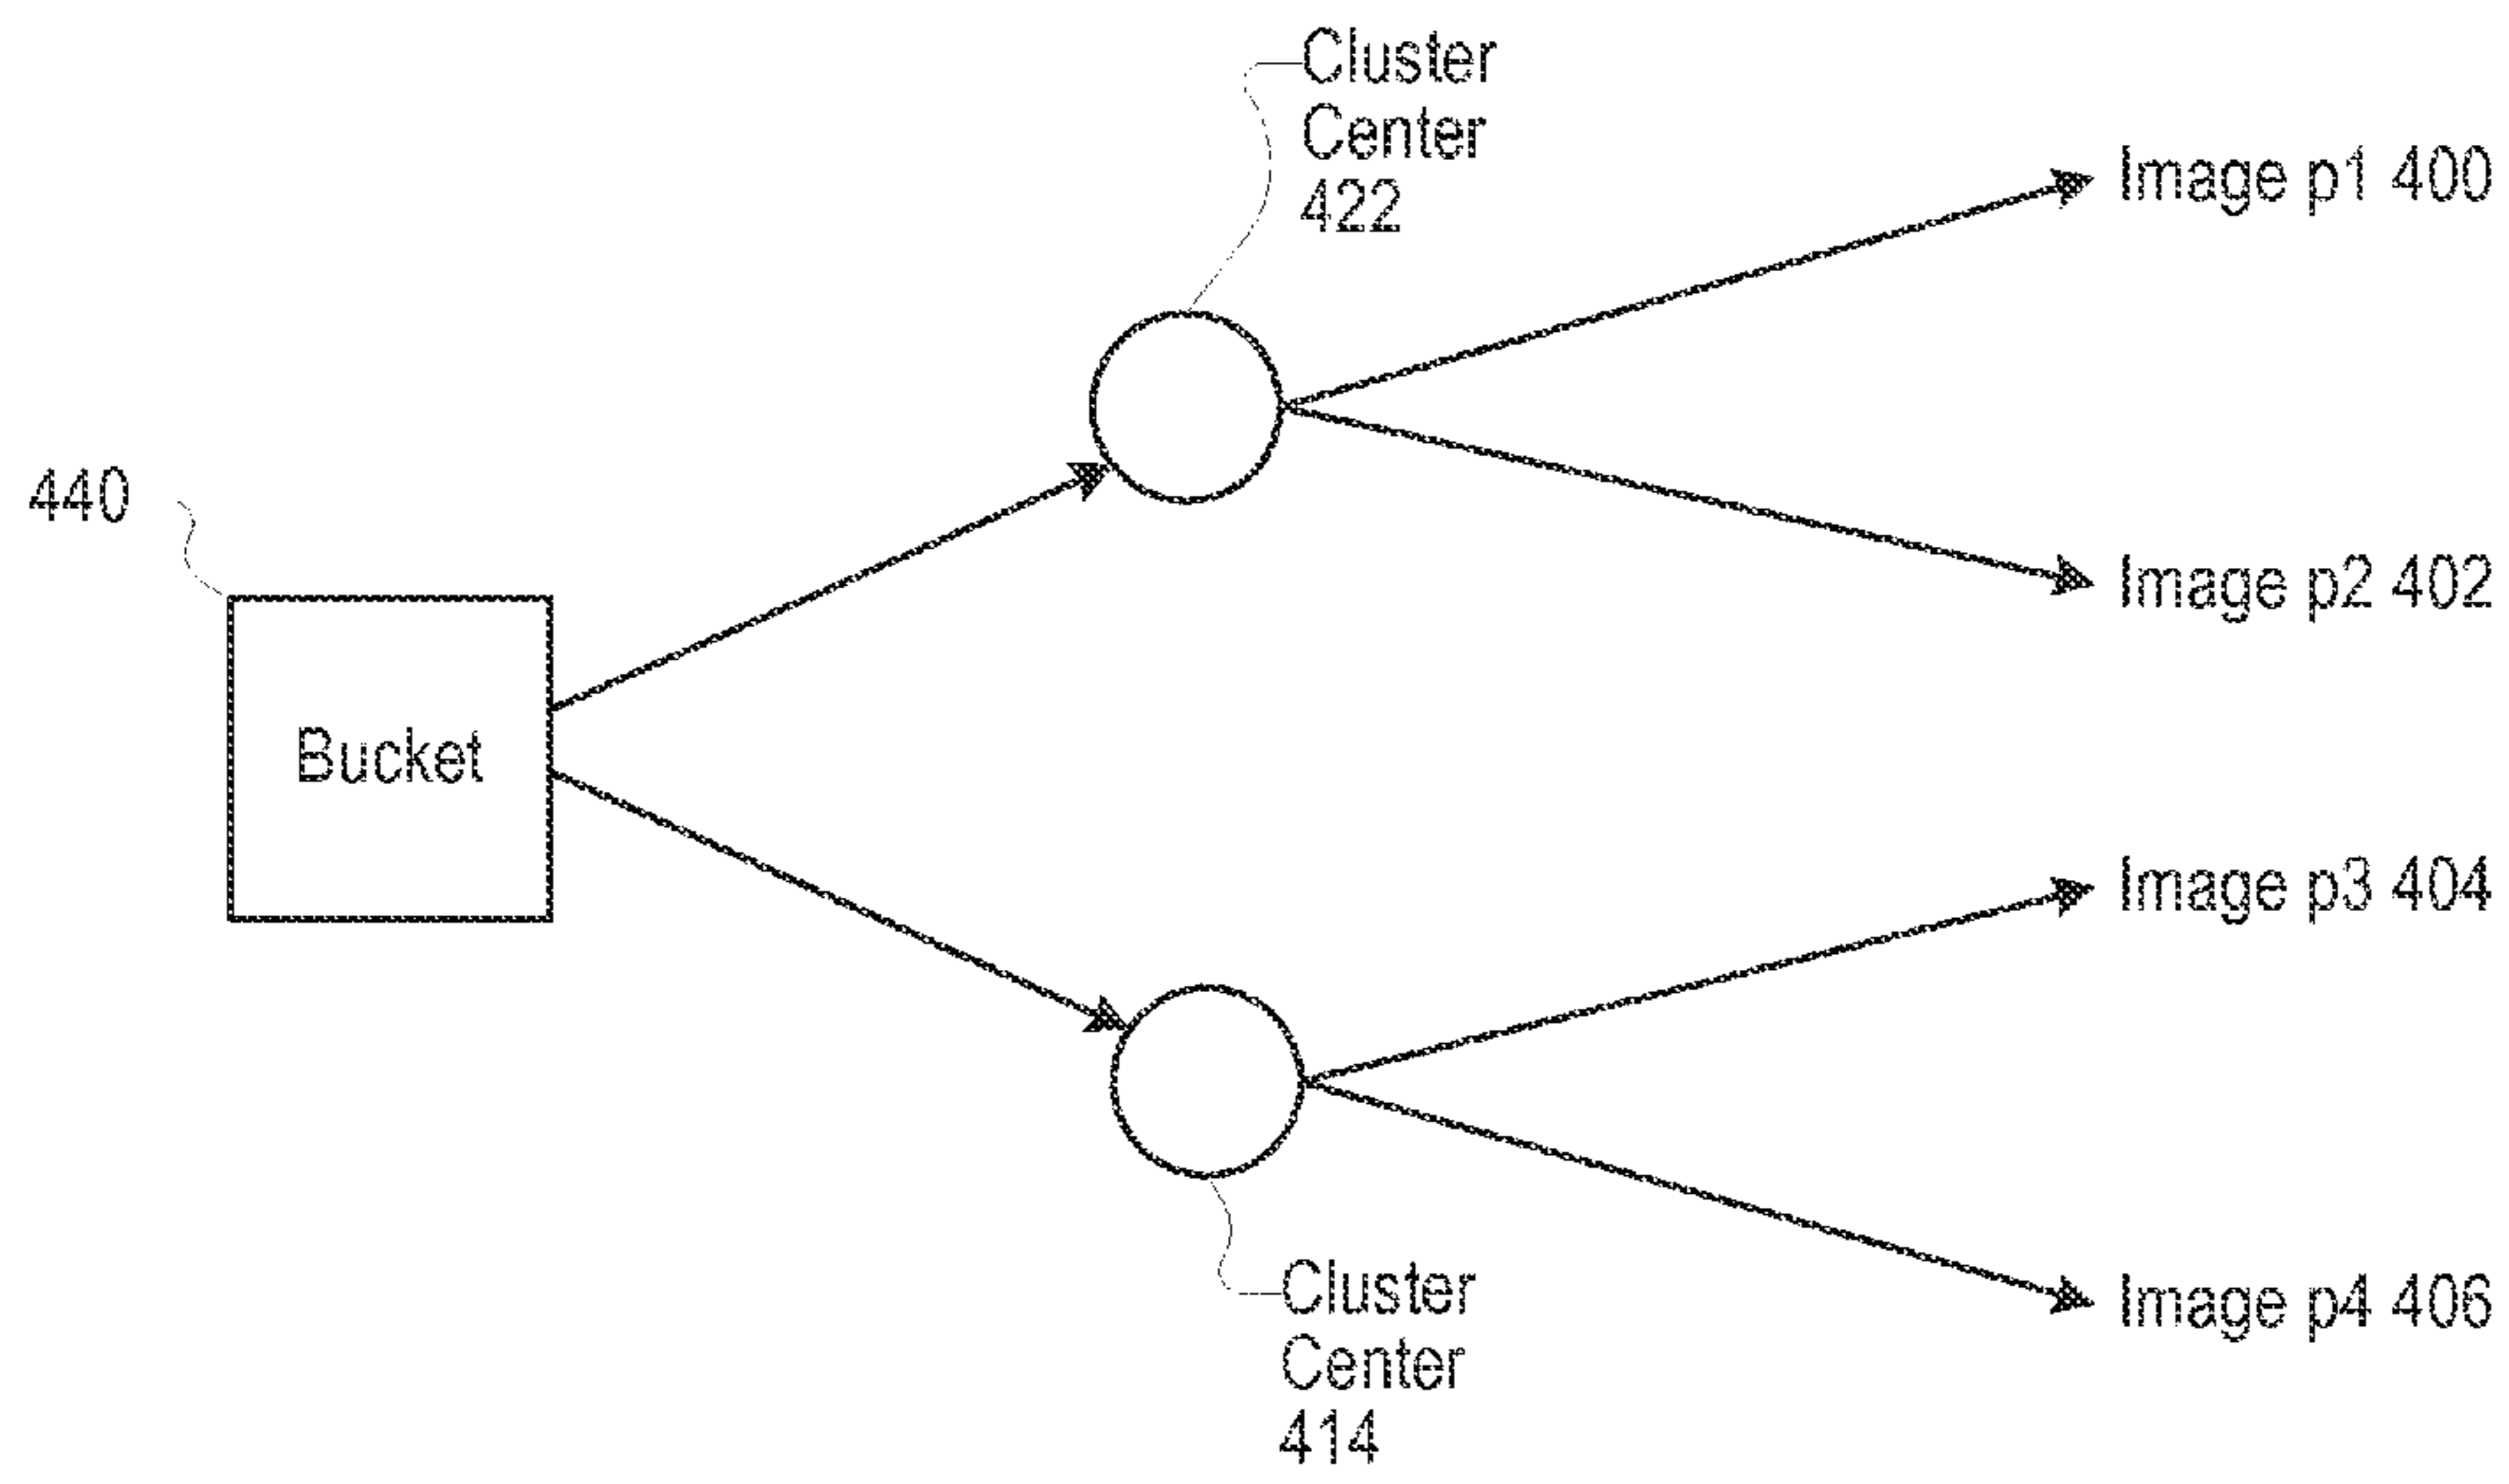 Cluster
Center
422
Image p1 400
440
Image p2 402
Bucket
Image p3 404
Cluster
Center
414
Image p4 406